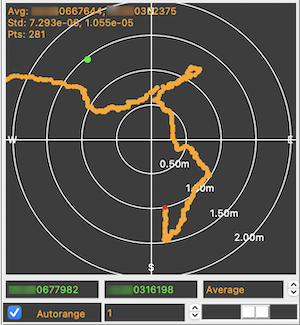 Avg: 0667644, 0312375
Std: 7.293e-06, 1.055e-05
Pts: 281
W
E
0.50m
1.00m
1.50m
2.00m
S
0677982 0316198 Average
Autorange 1